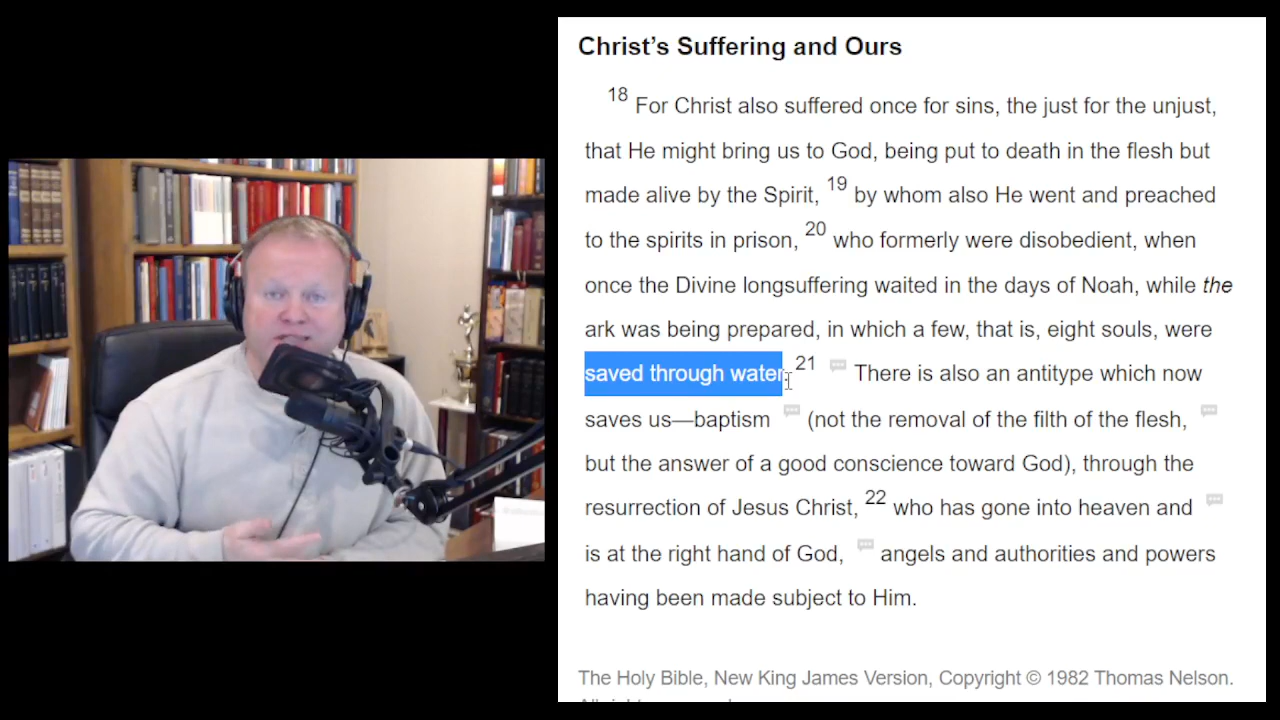 Christ’s Suffering and Ours
18 For Christ also suffered once for sins, the just for the unjust,
that He might bring us to God, being put to death in the flesh but
made alive by the Spirit, 19 by whom also He went and preached
to the spirits in prison, 20 who formerly were disobedient, when
once the Divine longsuffering waited in the days of Noah, while the
ark was being prepared, in which a few, that is, eight souls, were
saved through water 21 There is also an antitype which now
saves us—baptism (not the removal of the filth of the flesh,
but the answer of a good conscience toward God), through the
resurrection of Jesus Christ, 22 who has gone into heaven and
is at the right hand of God, angels and authorities and powers
having been made subject to Him.
The Holy Bible, New King James Version, Copyright © 1982 Thomas Nelson.